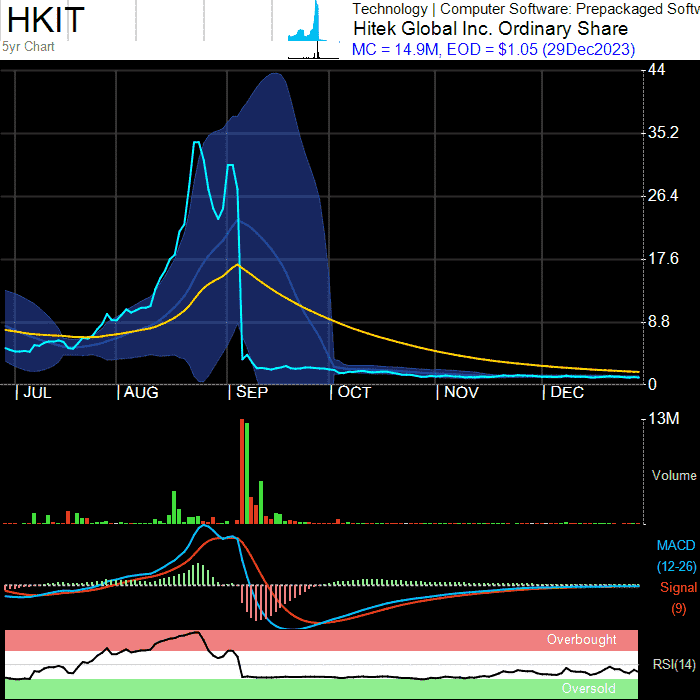 HKIT
5yr Chart
Technology | Computer Software: Prepackaged Softw
Hitek Global Inc. Ordinary Share
MC = 14.9M, EOD = $1.05 (29Dec2023)
44
35.2
26.4
17.6
8.8
0
JUL AUG SEP OCT NOV DEC
13M
Volume
MACD
(12-26)
Signal
(9)
Overbought
RSI(14)
Oversold